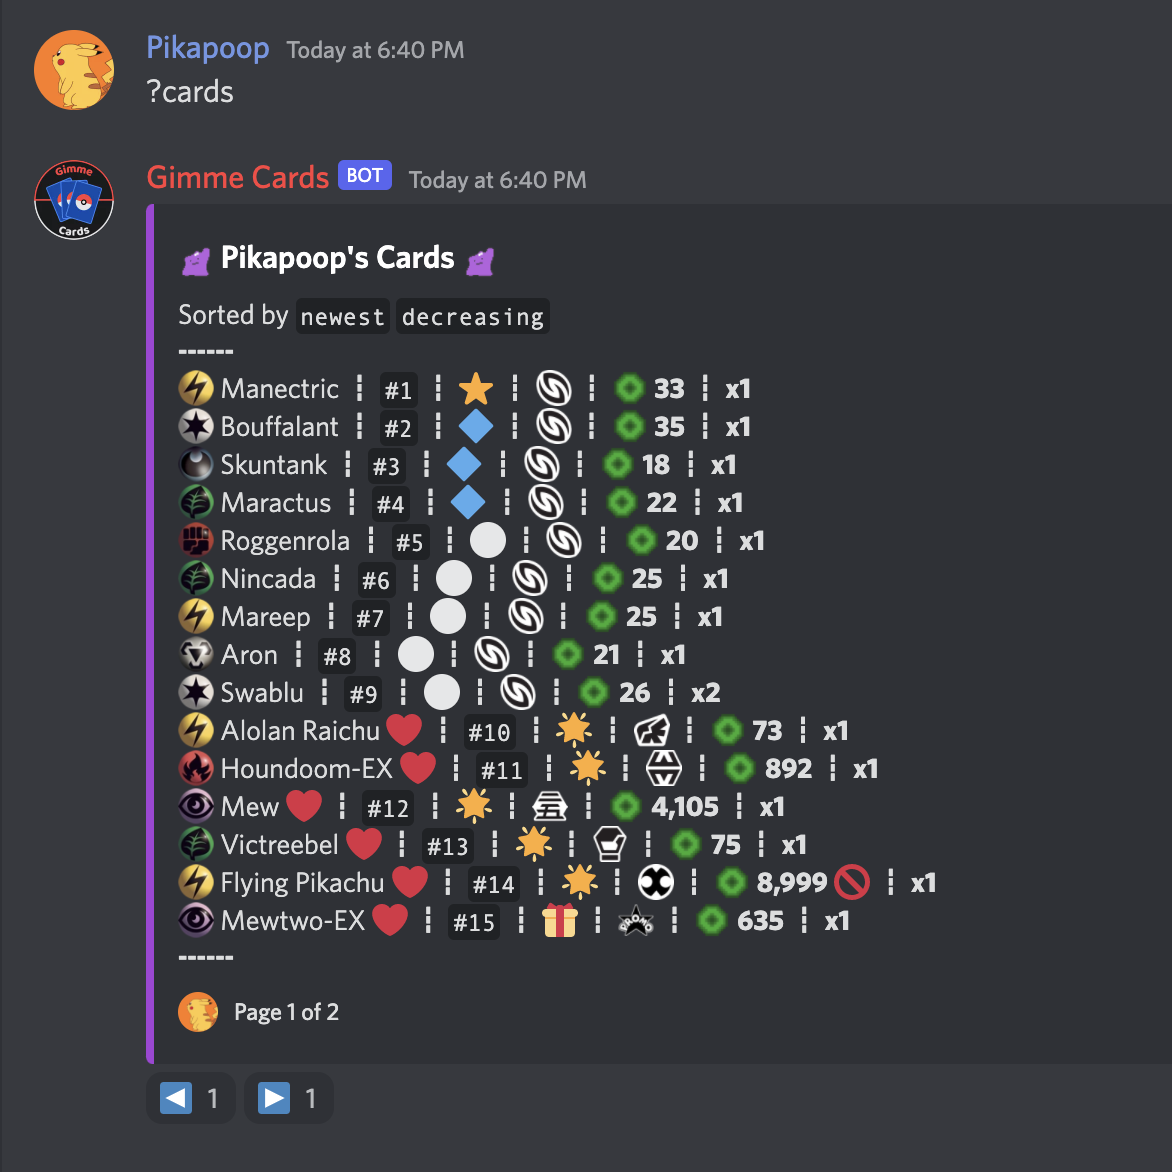 Pikapoop Today at 6:40 PM
?cards
Gimme
Cards
Gimme Cards BOT Today at 6:40 PM
Pikapoop's Cards
Sorted by newest decreasing
------
Manectric ┋ #1 ┋ ┋ ┋ 33 ┋ x1
Bouffalant ┋ #2 ┋ ┋ ┋ 35 ┋ x1
Skuntank ┋ #3 ┋ ┋ ┋ 18 ┋ x1
Maractus ┋ #4 ┋ ┋ ┋ 22 ┋ x1
Roggenrola ┋ #5 ┋ ┋ ┋ 20 ┋ x1
Nincada ┋ #6 ┋ ┋ ┋ 25 ┋ x1
Mareep ┋ #7 ┋ ┋ ┋ 25 ┋ x1
Aron ┋ #8 ┋ ┋ ┋ 21 ┋ x1
Swablu ┋ #9 ┋ ┋ ┋ 26 ┋ x2
Alolan Raichu ┋ #10 ┋ ┋ ┋ 73 ┋ x1
Houndoom-EX ┋ #11 ┋ ┋ ┋ 892 ┋ x1
Mew ┋ #12 ┋ ┋ ┋ 4,105 ┋ x1
Victreebel ┋ #13 ┋ ┋ ┋ 75 ┋ x1
Flying Pikachu ┋ #14 ┋ ┋ ┋ 8,999 ┋ x1
Mewtwo-EX ┋ #15 ┋ ┋ PROMO ┋ 635 ┋ x1
------
Page 1 of 2
1 1